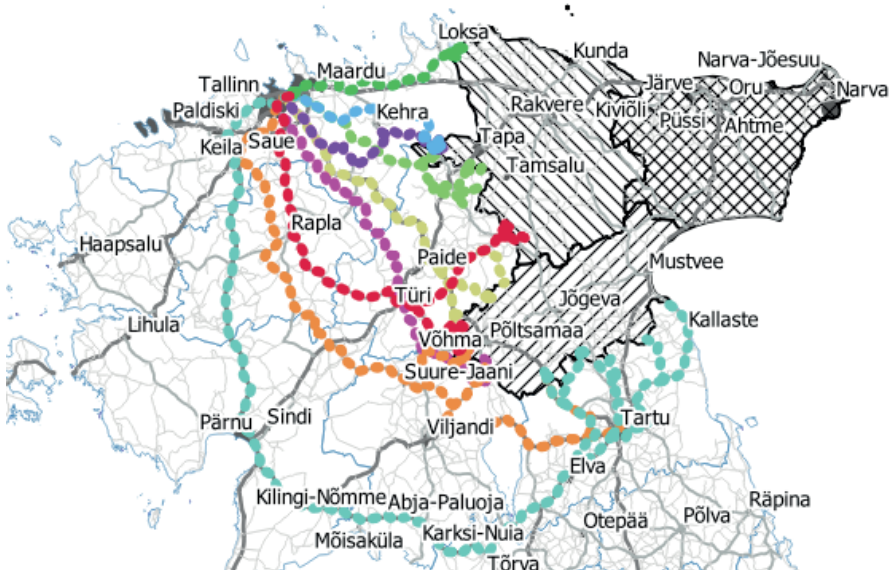 Loksa
Kunda
Narva-Jõesuu
Maardu
Tallinn
Järve
Oru
Narva
Paldiski
Kehra
Rakvere
Kiviõli
Püssi
Ahtme
Keila
Saue
Tapa
Tamsalu
Rapla
Haapsalu
Paide
Mustvee
Türi
Jõgeva
Lihula
Põltsamaa
Kallaste
Võhma
Suure-Jaani
Pärnu
Sindi
Viljandi
Tartu
Elva
Kilingi-Nõmme
Abja-Paluoja
Räpina
Otepää
Põlva
Mõisaküla
Karksi-Nuia
Tõrva